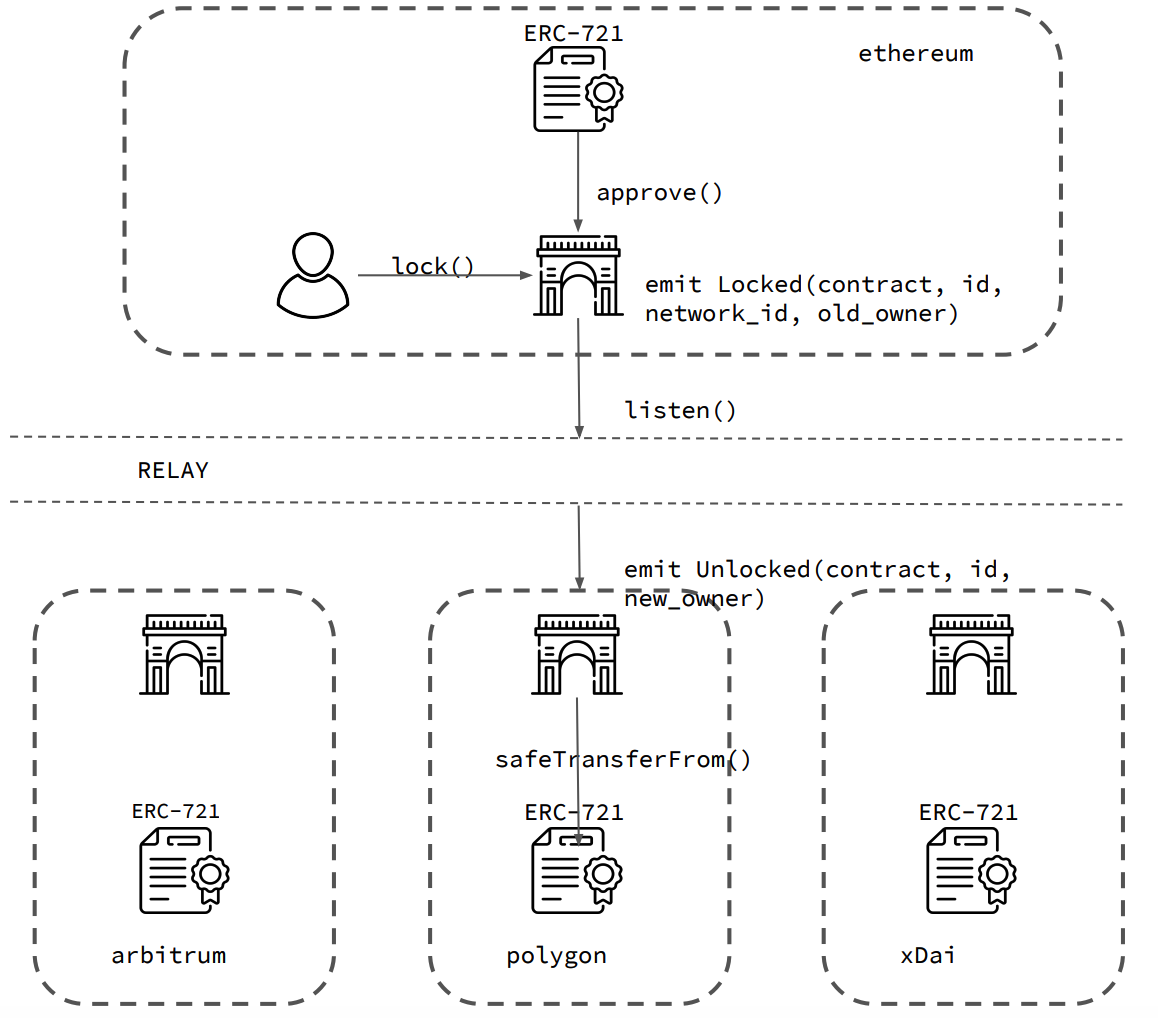 ERC-721
ethereum
approve()
lock()
emit Locked(contract, id,
network_id, old_owner)
listen()
RELAY
emit Unlocked(contract, id,
new_owner)
safeTransferFrom()
ERC-721
ERC-721
ERC-721
arbitrum
polygon
xDai